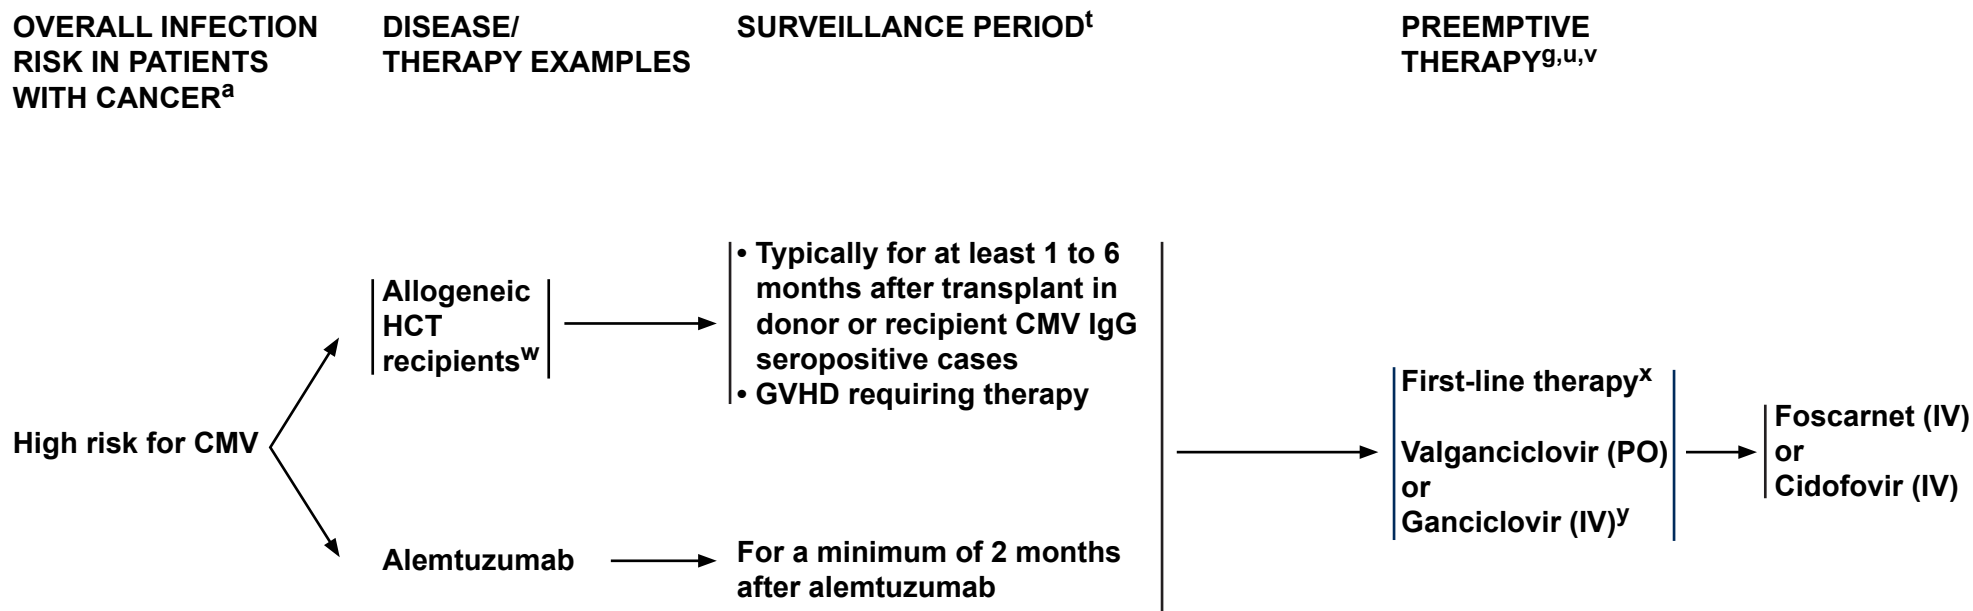 OVERALL INFECTION
RISK IN PATIENTS
WITH CANCERa
DISEASE/
THERAPY EXAMPLES
SURVEILLANCE PERIODt
PREEMPTIVE
THERAPYg,u,v
High risk for CMV
Allogeneic
HCT
recipientsw
• Typically for at least 1 to 6
months after transplant in
donor or recipient CMV IgG
seropositive cases
• GVHD requiring therapy
Alemtuzumab
For a minimum of 2 months
after alemtuzumab
First-line therapyx
Valganciclovir (PO)
or
Ganciclovir (IV)y
Foscarnet (IV)
or
Cidofovir (IV)